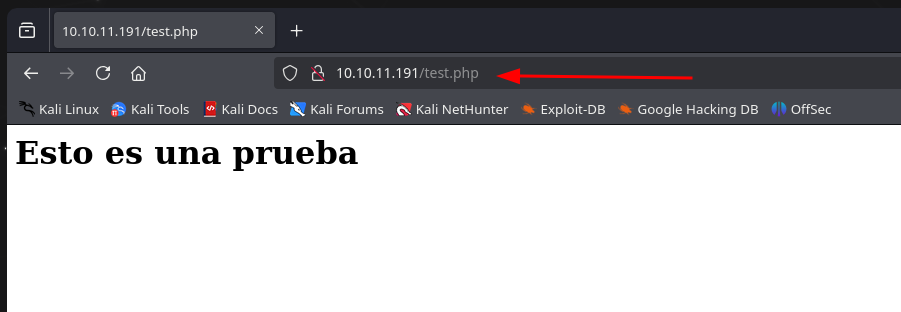 10.10.11.191/test.php
10.10.11.191/test.php
Kali Linux Kali Tools Kali Docs Kali Forums Kali NetHunter Exploit-DB Google Hacking DB OffSec
Esto es una prueba